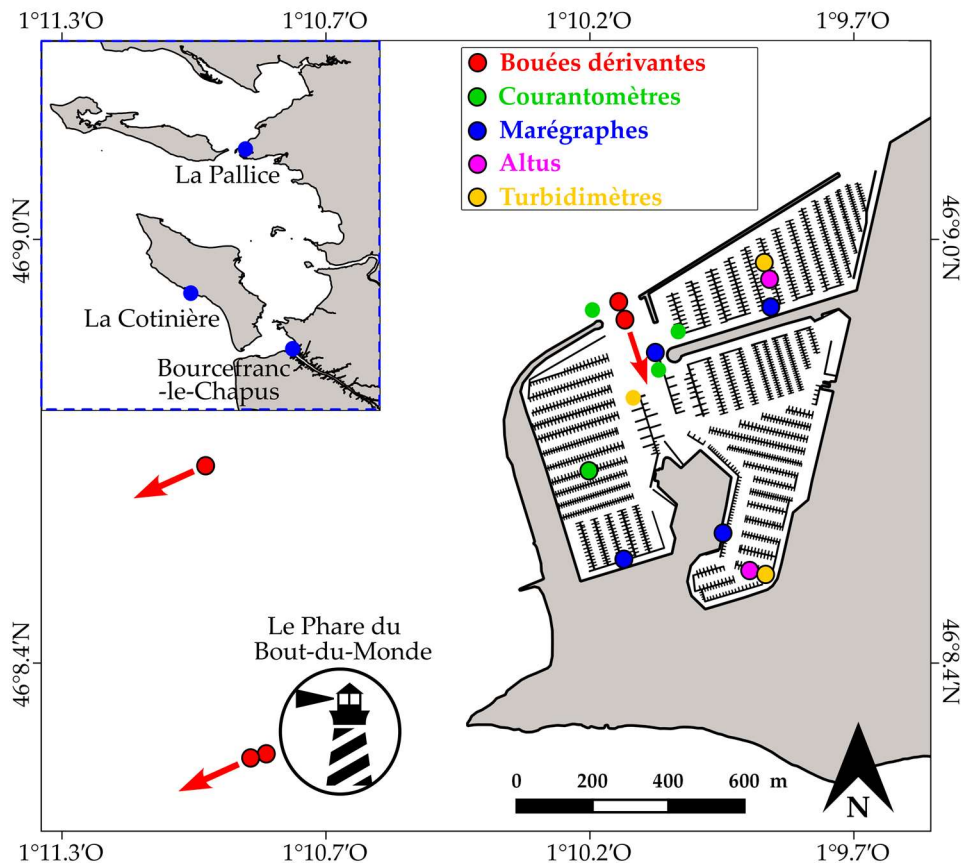 1°11.3'O 1°10.7'O 1°10.2'O 1°9.7'O
Bouées dérivantes
Courantomètres
Marégraphes
Altus
Turbidimètres
La Pallice
La Cotinière
Bourcefranc
-le-Chapus
46°9.0'N 46°9.0'N
Le Phare du
Bout-du-Monde
46°8.4'N 46°8.4'N
0 200 400 600 m
N
1°11.3'O 1°10.7'O 1°10.2'O 1°9.7'O